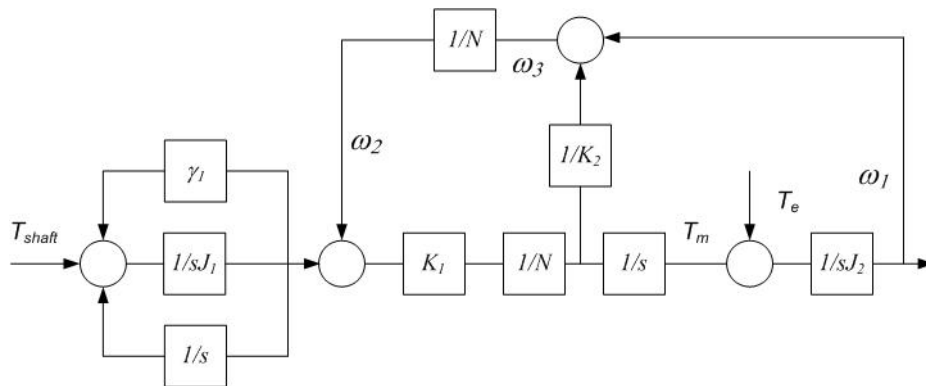 1/N
ω3
1/K2
ω2
ω1
γ1
Te
Tshaft
Tm
1/sJ1
K1
1/N
1/s
1/sJ2
1/s